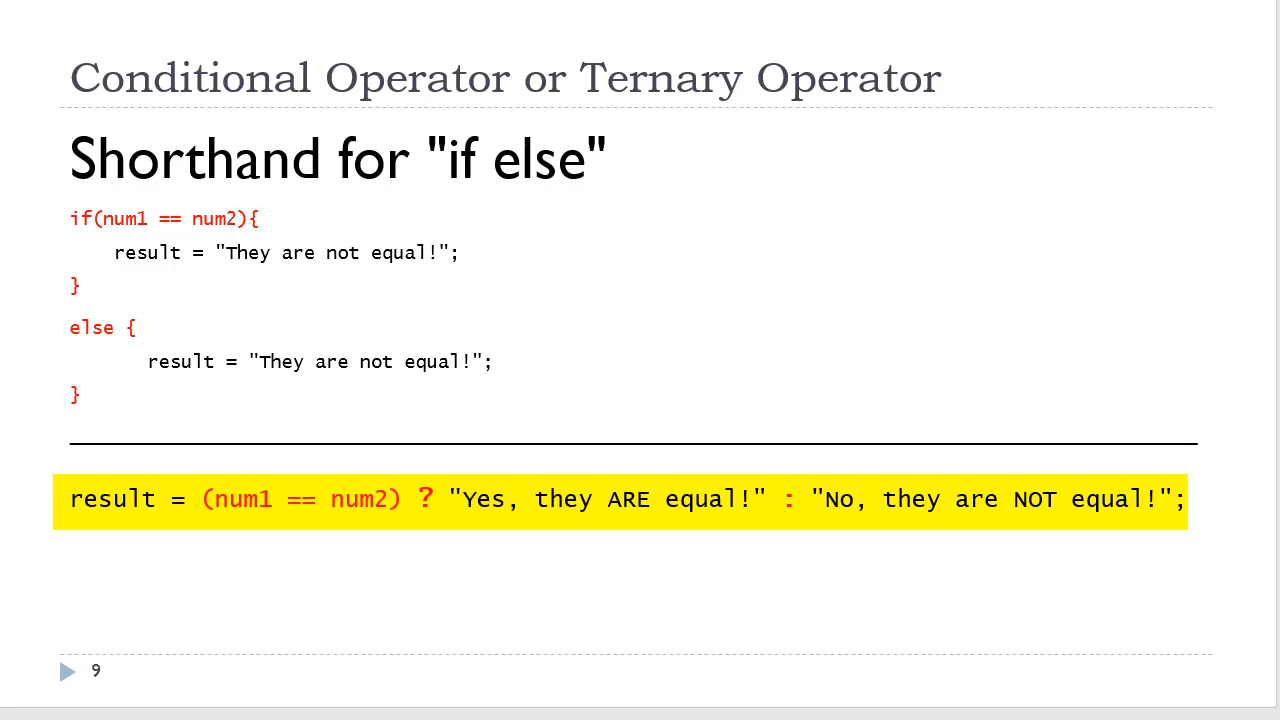 Conditional Operator or Ternary Operator
Shorthand for "if else"
if(num1 == num2){
    result = "They are not equal!";
}
else {
       result = "They are not equal!";
}
result = (num1 == num2) ? "Yes, they ARE equal!" : "No, they are NOT equal!";
9